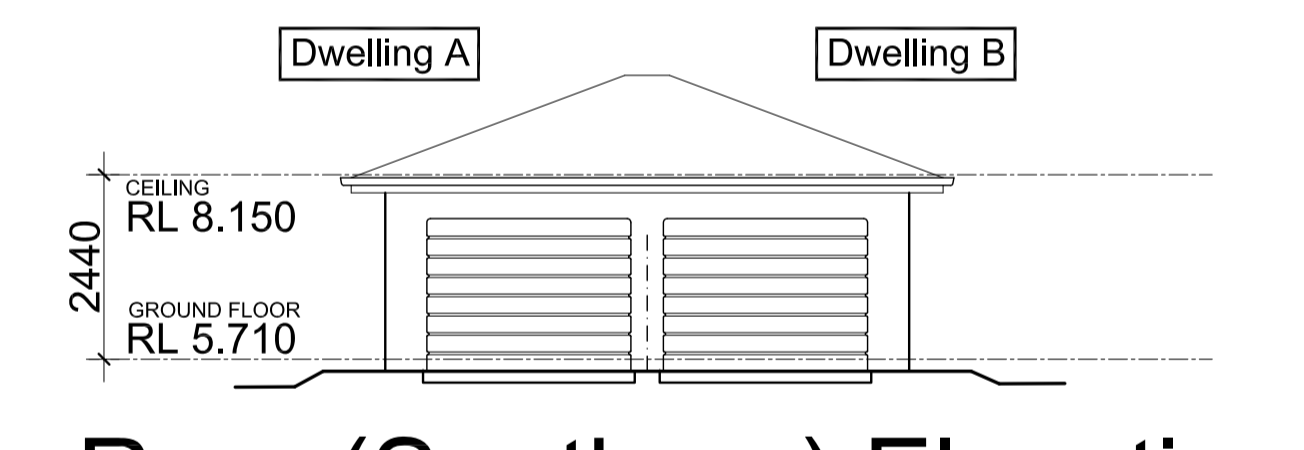 Dwelling A
Dwelling B
CEILING
RL 8.150
2440
GROUND FLOOR
RL 5.710